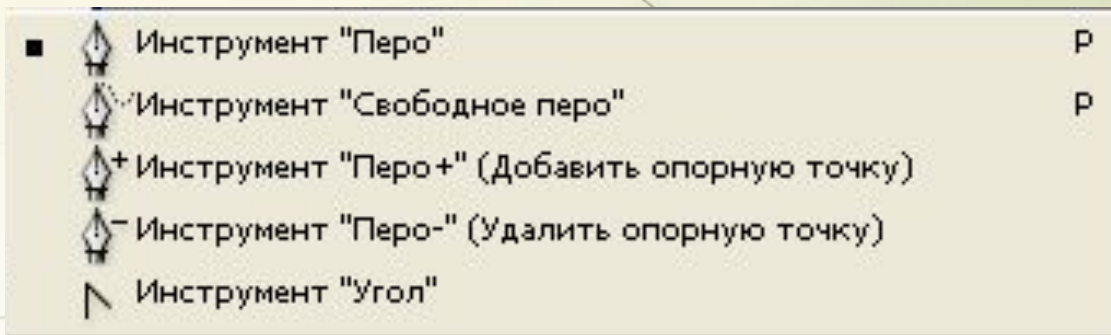 Инструмент "Перо" P
Инструмент "Свободное перо" P
Инструмент "Перо+" (Добавить опорную точку)
Инструмент "Перо-" (Удалить опорную точку)
Инструмент "Угол"